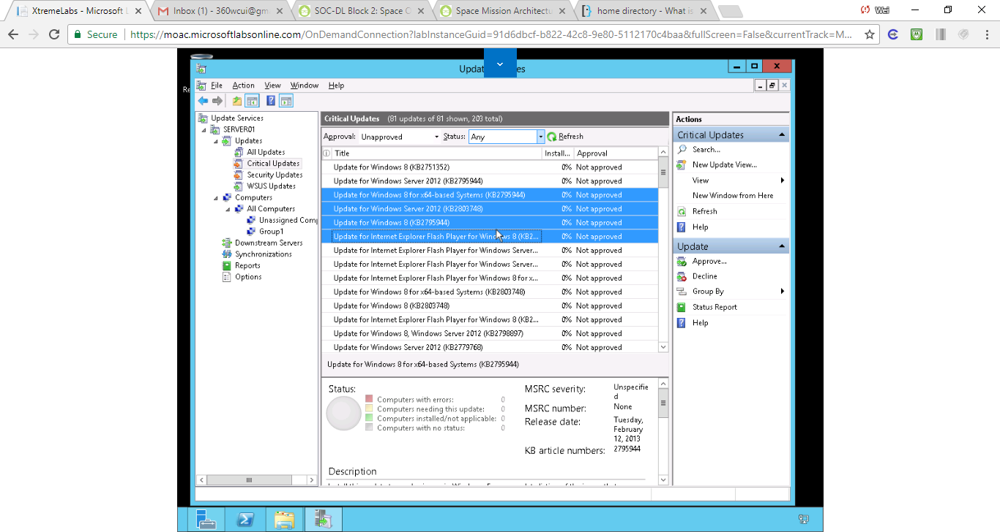 XtremeLabs - Microsoft L
Inbox (1) - 360wcui@gm
SOC-DL Block 2: Space O
Space Mission Architectu
home directory - What is
Wei
Secure
https://moac.microsoftlabsonline.com/OnDemandConnection?labInstanceGuid=91d6dbcf-b822-42c8-9e80-5112170c4baa&fullScreen=False&currentTrack=M...
Re
Updat
es
File Action View Window Help
Update Services
SERVER01
Updates
All Updates
Critical Updates
Security Updates
WSUS Updates
Computers
All Computers
Unassigned Comp
Group1
Downstream Servers
Synchronizations
Reports
Options
Critical Updates (81 updates of 81 shown, 203 total)
Approval: Unapproved Status: Any Refresh
Title Install... Approval
Update for Windows 8 (KB2751352) 0% Not approved
Update for Windows Server 2012 (KB2795944) 0% Not approved
Update for Windows 8 for x64-based Systems (KB2795944) 0% Not approved
Update for Windows Server 2012 (KB2803748) 0% Not approved
Update for Windows 8 (KB2795944) 0% Not approved
Update for Internet Explorer Flash Player for Windows 8 (KB2... 0% Not approved
Update for Internet Explorer Flash Player for Windows Server... 0% Not approved
Update for Internet Explorer Flash Player for Windows Server... 0% Not approved
Update for Internet Explorer Flash Player for Windows 8 for x... 0% Not approved
Update for Windows 8 for x64-based Systems (KB2803748) 0% Not approved
Update for Windows 8 (KB2803748) 0% Not approved
Update for Internet Explorer Flash Player for Windows 8 (KB2... 0% Not approved
Update for Windows 8, Windows Server 2012 (KB2798897) 0% Not approved
Update for Windows Server 2012 (KB2779768) 0% Not approved
Update for Windows 8 for x64-based Systems (KB2795944)
Status:
Computers with errors: 0
Computers needing this update: 0
Computers installed/not applicable: 0
Computers with no status: 0
MSRC severity: Unspecifie
d
MSRC number: None
Release date: Tuesday,
February
12, 2013
KB article numbers: 2795944
Description
Actions
Critical Updates
Search...
New Update View...
View
New Window from Here
Refresh
Help
Update
Approve...
Decline
Group By
Status Report
Help